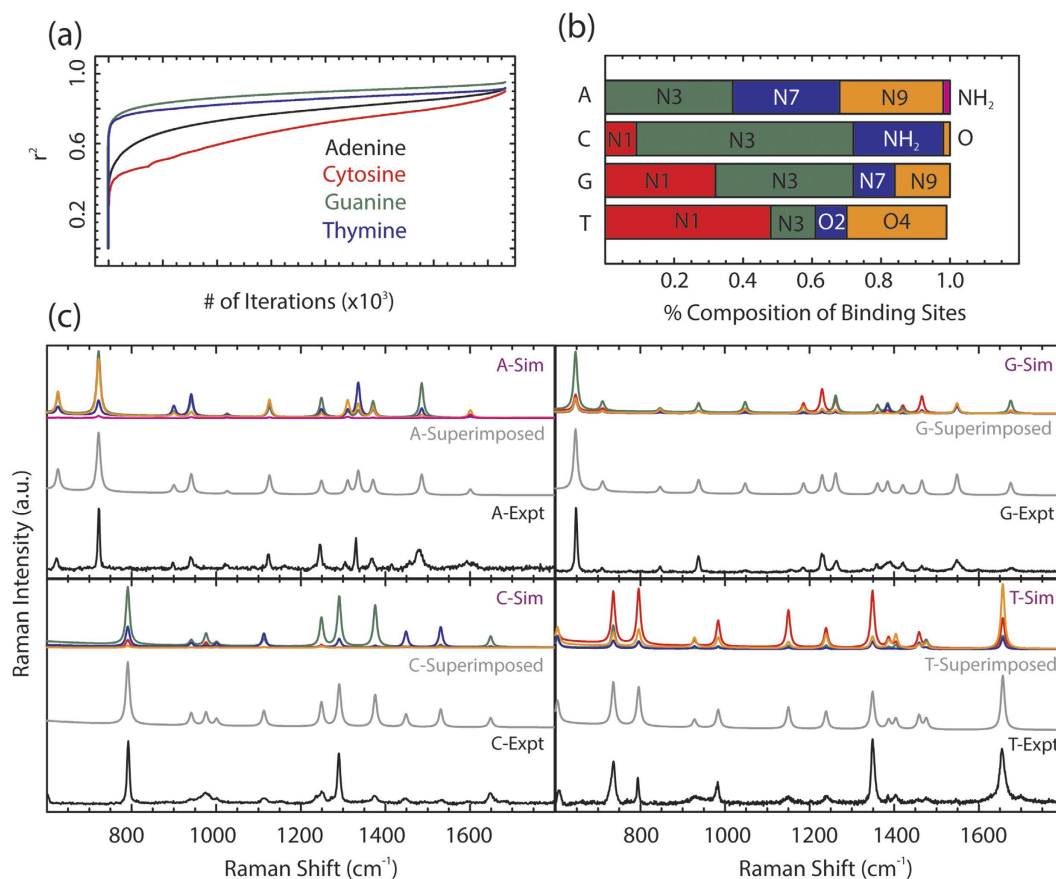 (a)
1.0
0.6
0.2
r²
Adenine
Cytosine
Guanine
Thymine
# of Iterations (x10³)
(b)
A
N3
N7
N9
NH₂
C
N1
N3
NH₂
O
G
N1
N3
N7
N9
T
N1
N3
O2
O4
0.2
0.4
0.6
0.8
1.0
% Composition of Binding Sites
(c)
Raman Intensity (a.u.)
A-Sim
A-Superimposed
A-Expt
G-Sim
G-Superimposed
G-Expt
C-Sim
C-Superimposed
C-Expt
T-Sim
T-Superimposed
T-Expt
800
1000
1200
1400
1600
800
1000
1200
1400
1600
Raman Shift (cm⁻¹)
Raman Shift (cm⁻¹)